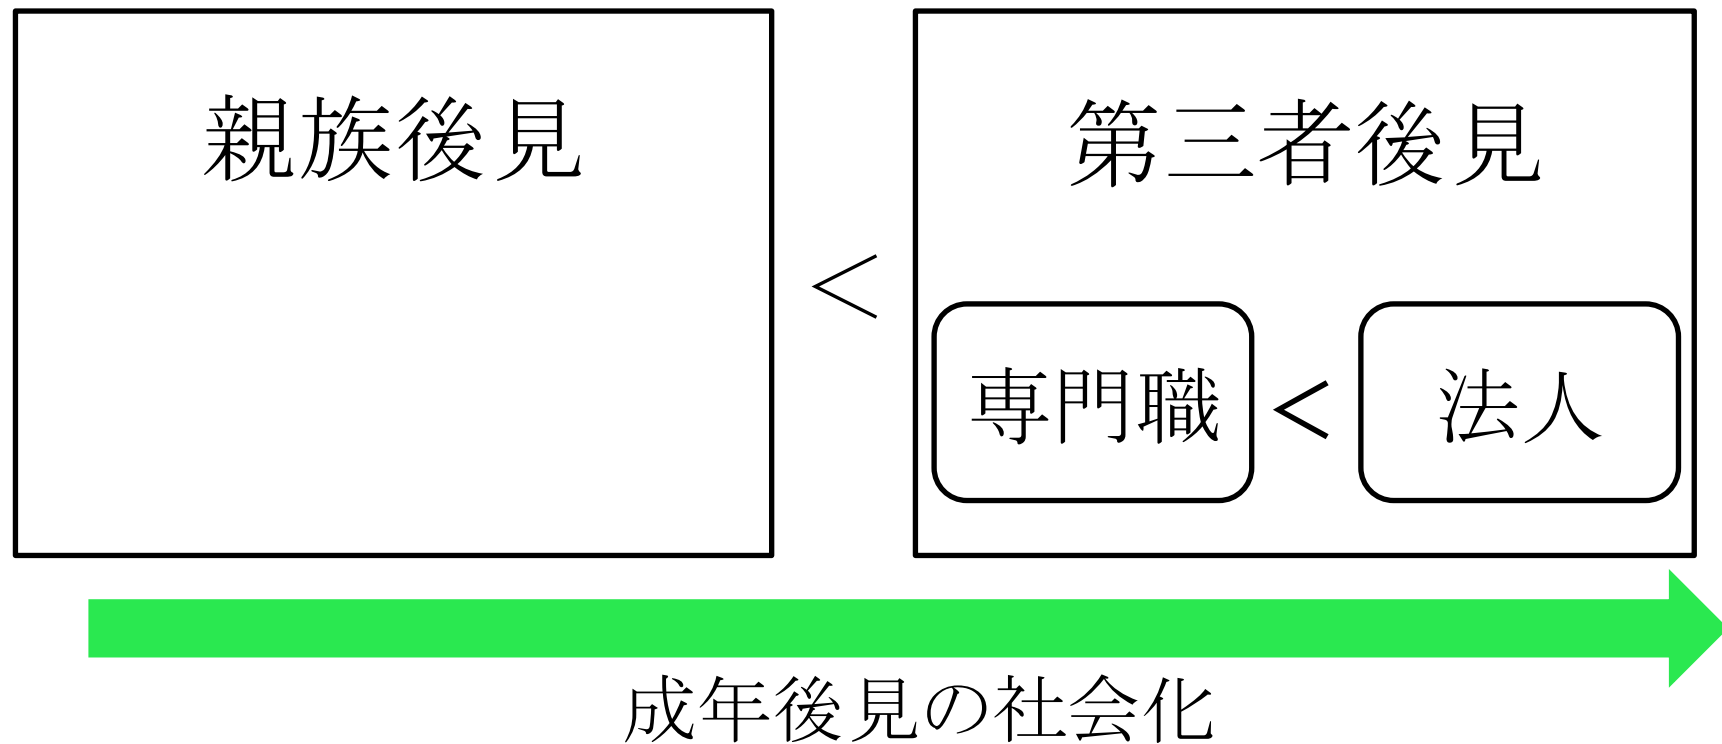 親族後見
<
第三者後見
専門職
<
法人
成年後見の社会化